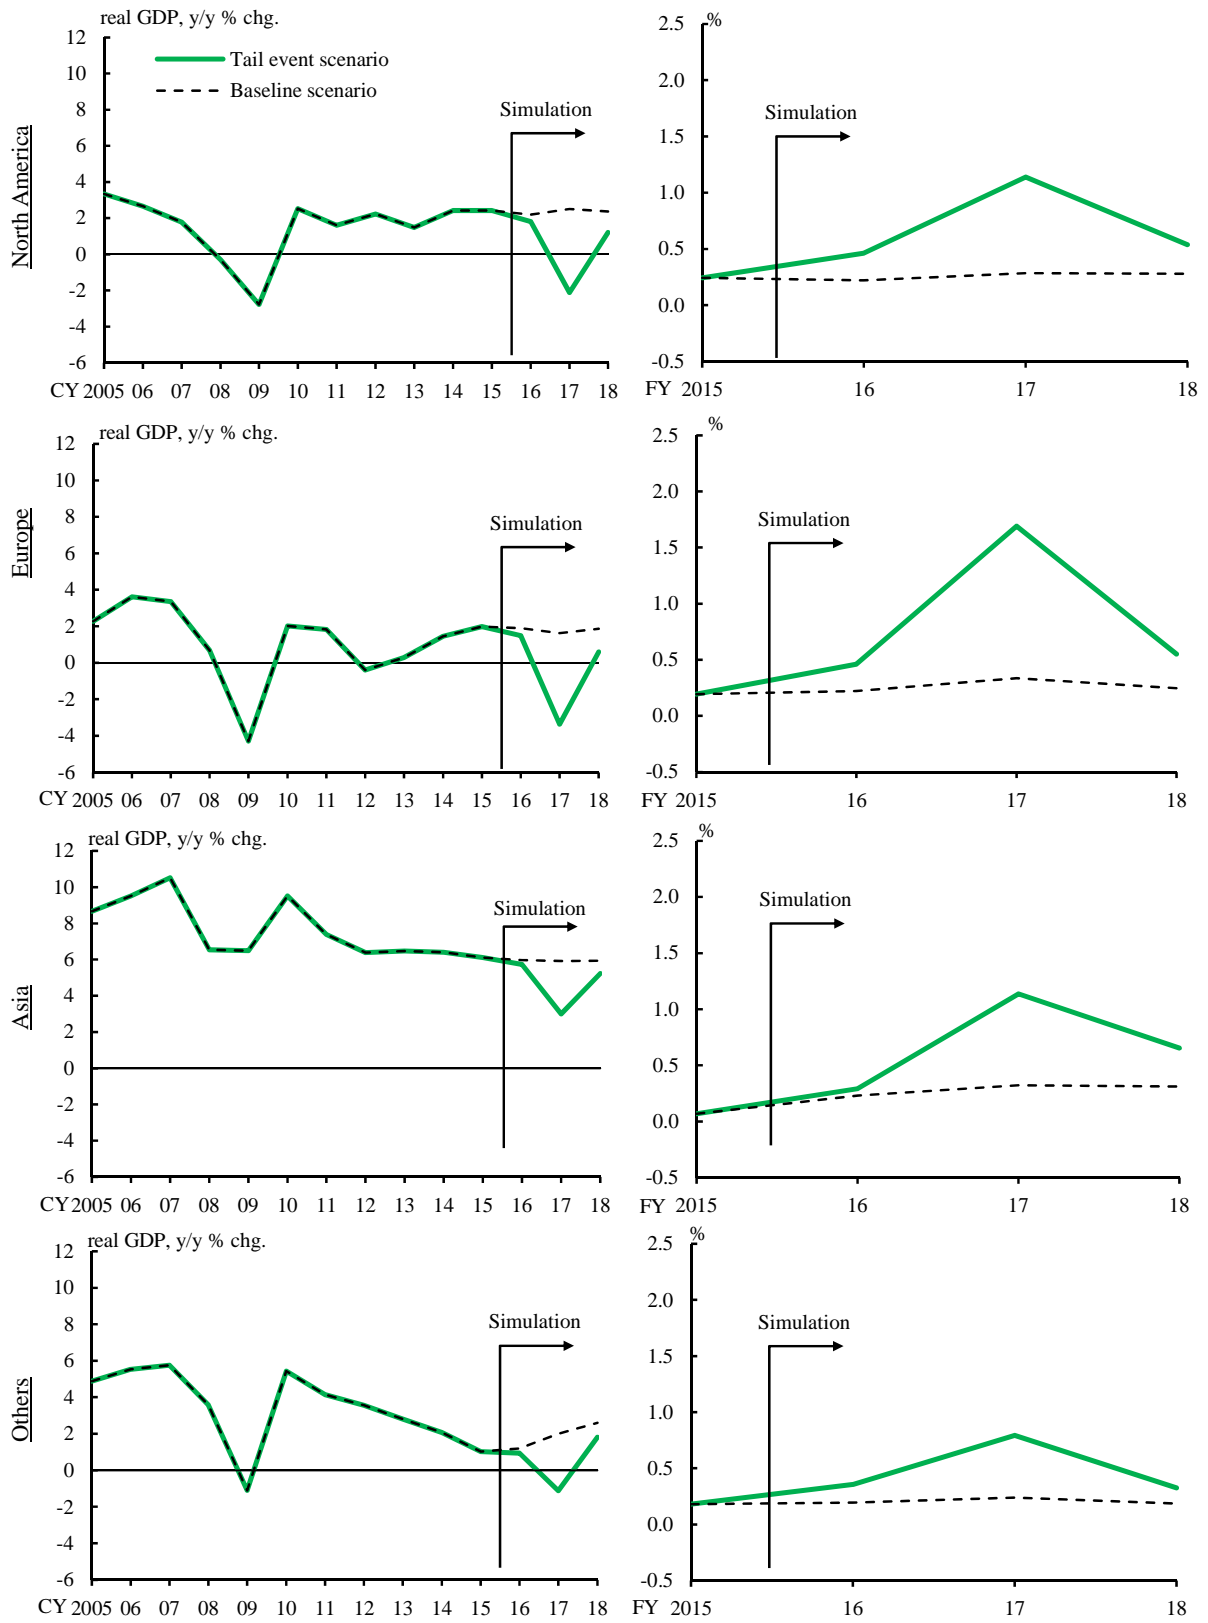 real GDP, y/y % chg.
12
10
8
6
4
2
0
-2
-4
-6
Tail event scenario
Baseline scenario
Simulation
North America
CY 2005 06 07 08 09 10 11 12 13 14 15 16 17 18
%
2.5
2.0
1.5
1.0
0.5
0.0
-0.5
Simulation
FY 2015 16 17 18
real GDP, y/y % chg.
12
10
8
6
4
2
0
-2
-4
-6
Simulation
Europe
CY 2005 06 07 08 09 10 11 12 13 14 15 16 17 18
%
2.5
2.0
1.5
1.0
0.5
0.0
-0.5
Simulation
FY 2015 16 17 18
real GDP, y/y % chg.
12
10
8
6
4
2
0
-2
-4
-6
Simulation
Asia
CY 2005 06 07 08 09 10 11 12 13 14 15 16 17 18
%
2.5
2.0
1.5
1.0
0.5
0.0
-0.5
Simulation
FY 2015 16 17 18
real GDP, y/y % chg.
12
10
8
6
4
2
0
-2
-4
-6
Simulation
Others
CY 2005 06 07 08 09 10 11 12 13 14 15 16 17 18
%
2.5
2.0
1.5
1.0
0.5
0.0
-0.5
Simulation
FY 2015 16 17 18